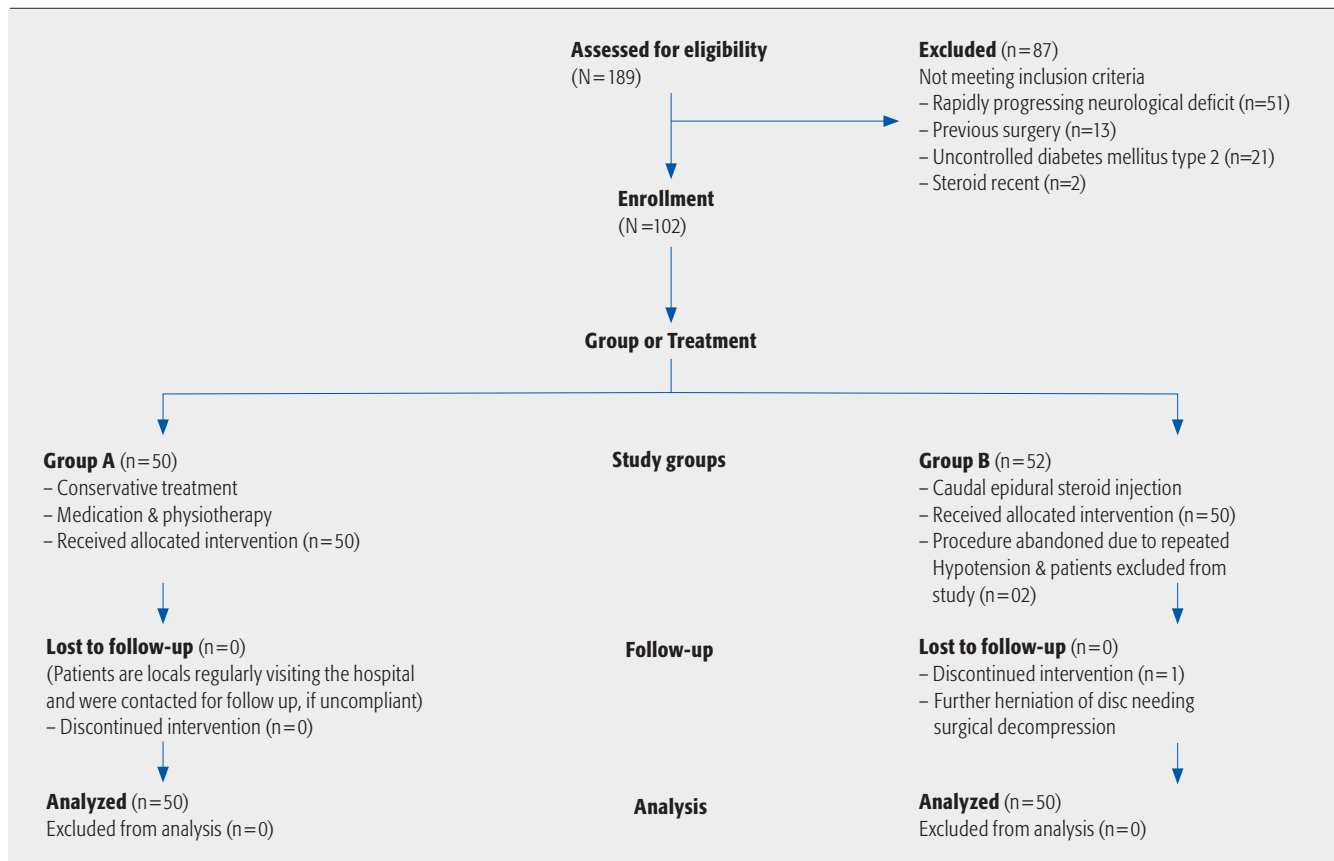 Assessed for eligibility
(N=189)
Excluded (n=87)
Not meeting inclusion criteria
– Rapidly progressing neurological deficit (n=51)
– Previous surgery (n=13)
– Uncontrolled diabetes mellitus type 2 (n=21)
– Steroid recent (n=2)
Enrollment
(N=102)
Group or Treatment
Group A (n=50)
– Conservative treatment
– Medication & physiotherapy
– Received allocated intervention (n=50)
Study groups
Group B (n=52)
– Caudal epidural steroid injection
– Received allocated intervention (n=50)
– Procedure abandoned due to repeated
Hypotension & patients excluded from
study (n=02)
Lost to follow-up (n=0)
(Patients are locals regularly visiting the hospital
and were contacted for follow up, if uncompliant)
– Discontinued intervention (n=0)
Follow-up
Lost to follow-up (n=0)
– Discontinued intervention (n=1)
– Further herniation of disc needing
surgical decompression
Analyzed (n=50)
Excluded from analysis (n=0)
Analysis
Analyzed (n=50)
Excluded from analysis (n=0)